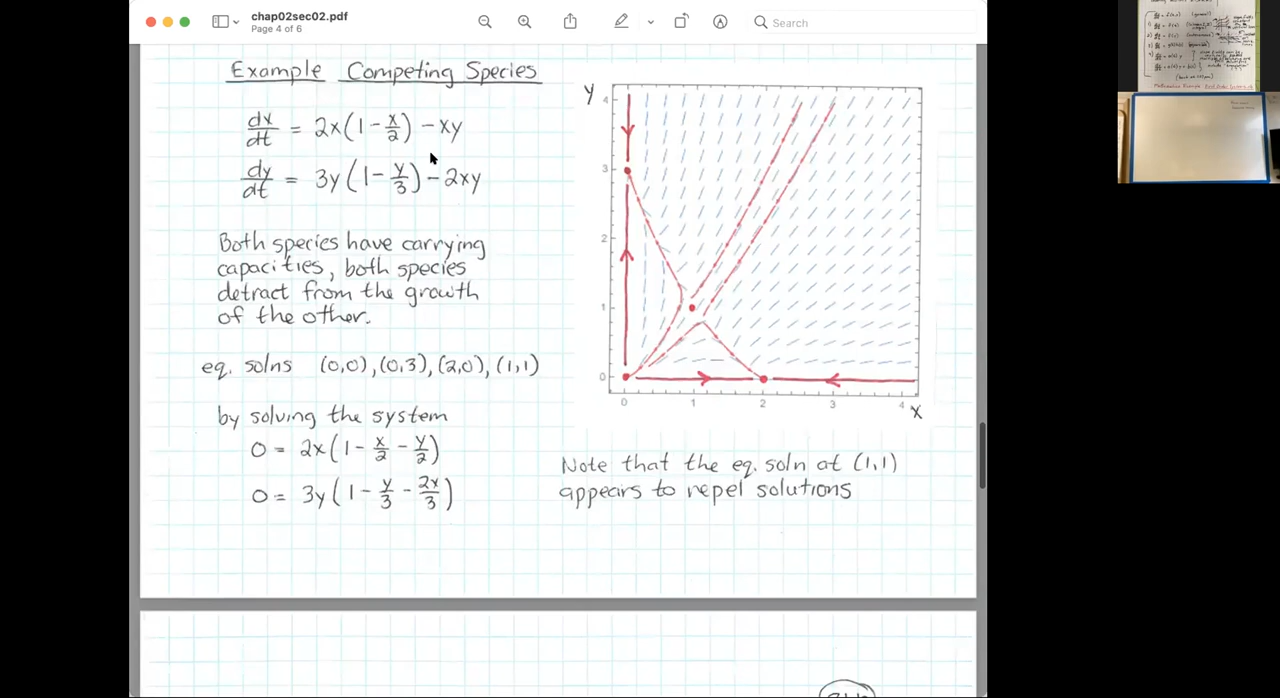 chap02sec02.pdf
Page 4 of 6
Search
Example Competing Species
dx/dt = 2x(1 - x/2) - xy
dy/dt = 3y(1 - y/3) - 2xy
Both species have carrying
capacities, both species
detract from the growth
of the other.
eq. solns (0,0), (0,3), (2,0), (1,1)
by solving the system
0 = 2x(1 - x/2 - y/2)
0 = 3y(1 - y/3 - 2x/3)
y
4
3
2
1
0
0 1 2 3 4 x
Note that the eq. soln at (1,1)
appears to repel solutions